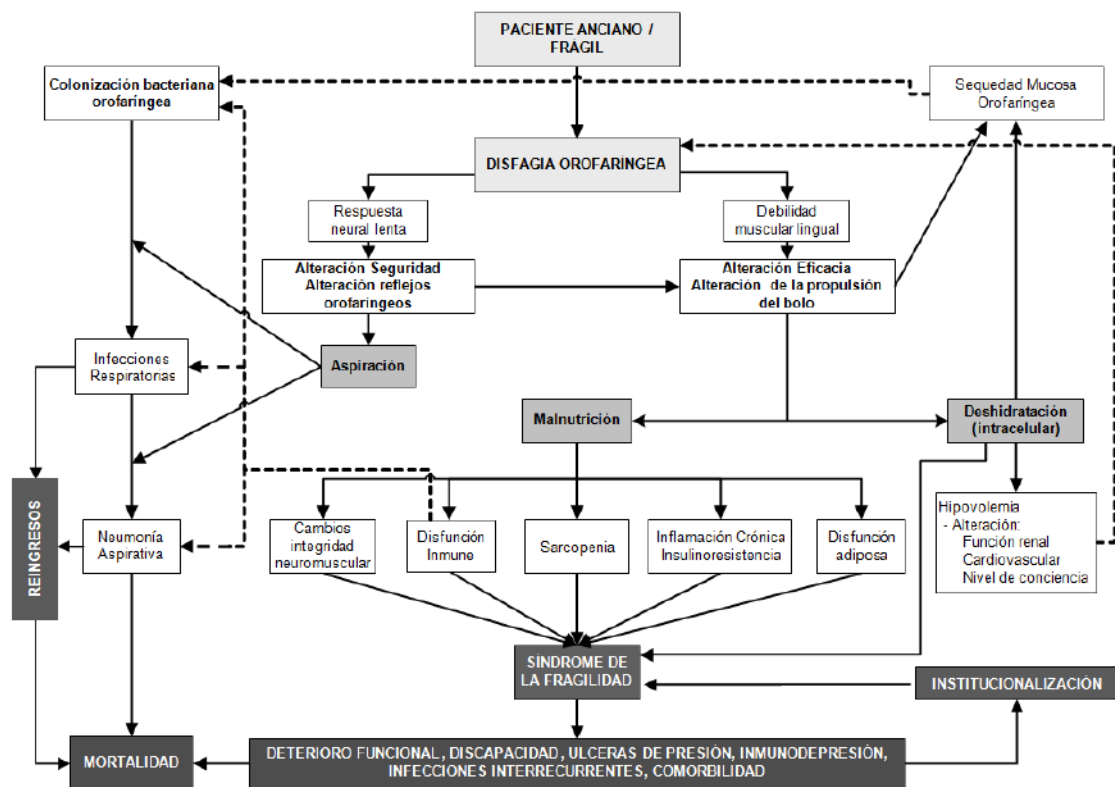 PACIENTE ANCIANO /
FRÁGIL
Colonización bacteriana
orofaríngea
Sequedad Mucosa
Orofaríngea
DISFAGIA OROFARÍNGEA
Respuesta
neural lenta
Debilidad
muscular lingual
Alteración Seguridad
Alteración reflejos
orofaríngeos
Alteración Eficacia
Alteración de la propulsión
del bolo
Infecciones
Respiratorias
Aspiración
Malnutrición
Deshidratación
(intracelular)
REINGRESOS
Neumonía
Aspirativa
Cambios
integridad
neuromuscular
Disfunción
Inmune
Sarcopenia
Inflamación Crónica
Insulinoresistencia
Disfunción
adiposa
Hipovolemia
- Alteración:
Función renal
Cardiovascular
Nivel de conciencia
SÍNDROME DE
LA FRAGILIDAD
INSTITUCIONALIZACIÓN
MORTALIDAD
DETERIORO FUNCIONAL, DISCAPACIDAD, ULCERAS DE PRESIÓN, INMUNODEPRESIÓN,
INFECCIONES INTERRECURRENTES, COMORBILIDAD